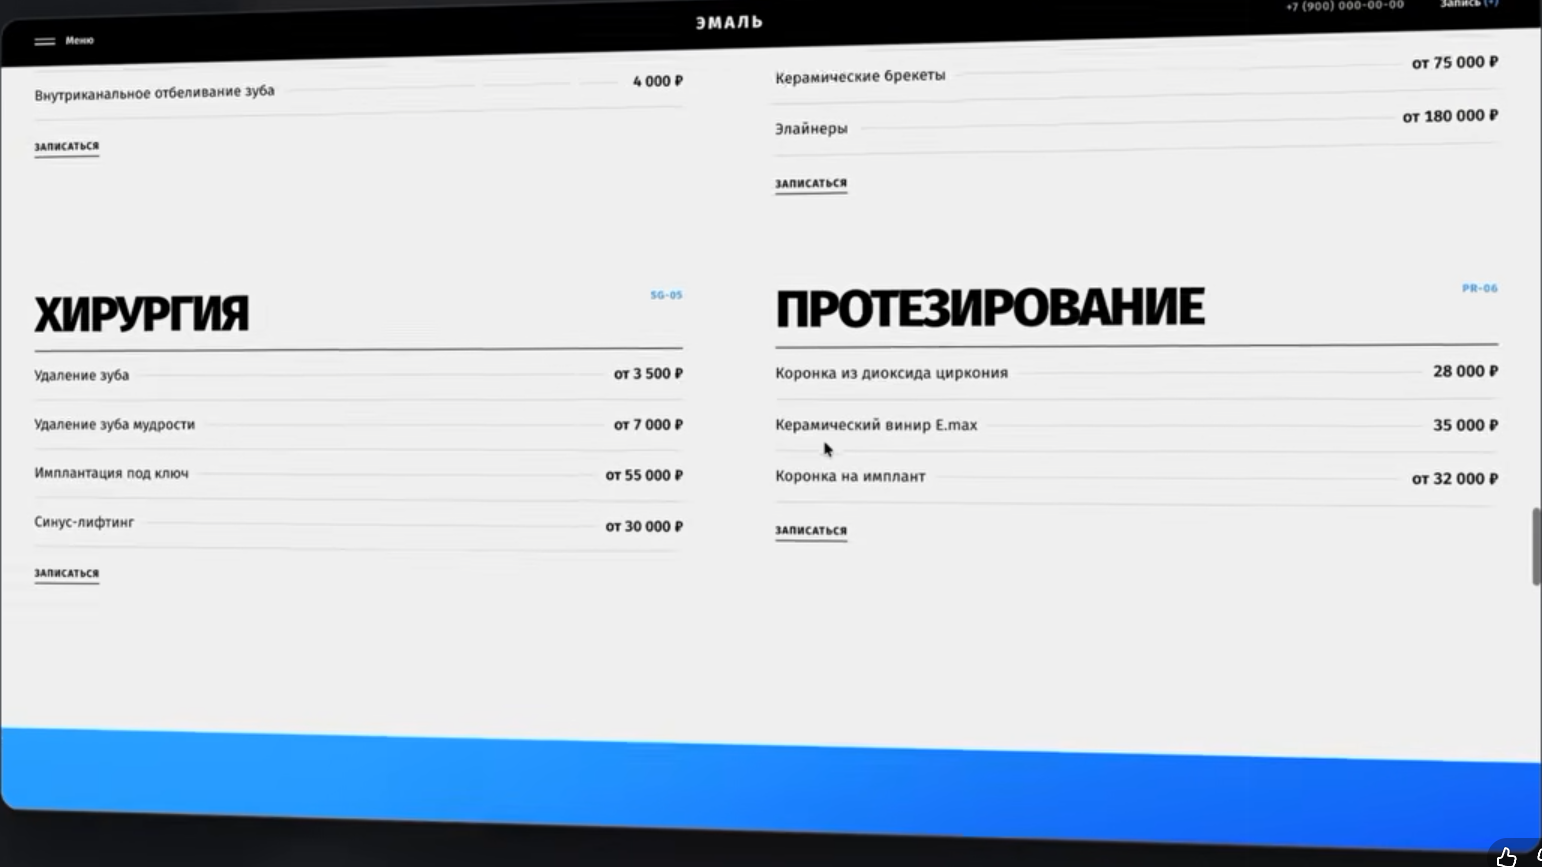 Меню
ЭМАЛЬ
+7 (900) 000-00-00
Запись (+)
Внутриканальное отбеливание зуба 4 000 ₽
ЗАПИСАТЬСЯ
Керамические брекеты от 75 000 ₽
Элайнеры от 180 000 ₽
ЗАПИСАТЬСЯ
ХИРУРГИЯ SG-05
Удаление зуба от 3 500 ₽
Удаление зуба мудрости от 7 000 ₽
Имплантация под ключ от 55 000 ₽
Синус-лифтинг от 30 000 ₽
ЗАПИСАТЬСЯ
ПРОТЕЗИРОВАНИЕ PR-06
Коронка из диоксида циркония 28 000 ₽
Керамический винир E.max 35 000 ₽
Коронка на имплант от 32 000 ₽
ЗАПИСАТЬСЯ